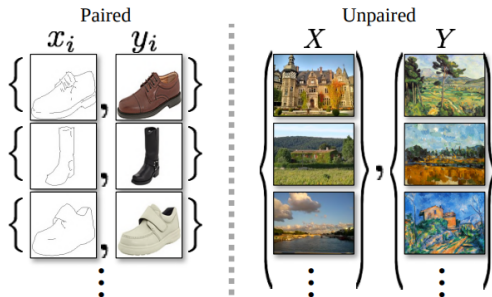 Paired
Unpaired
x_i
y_i
X
Y
{ , }
{ , }
{ , }
{ } , { }
⋮ ⋮ ⋮ ⋮